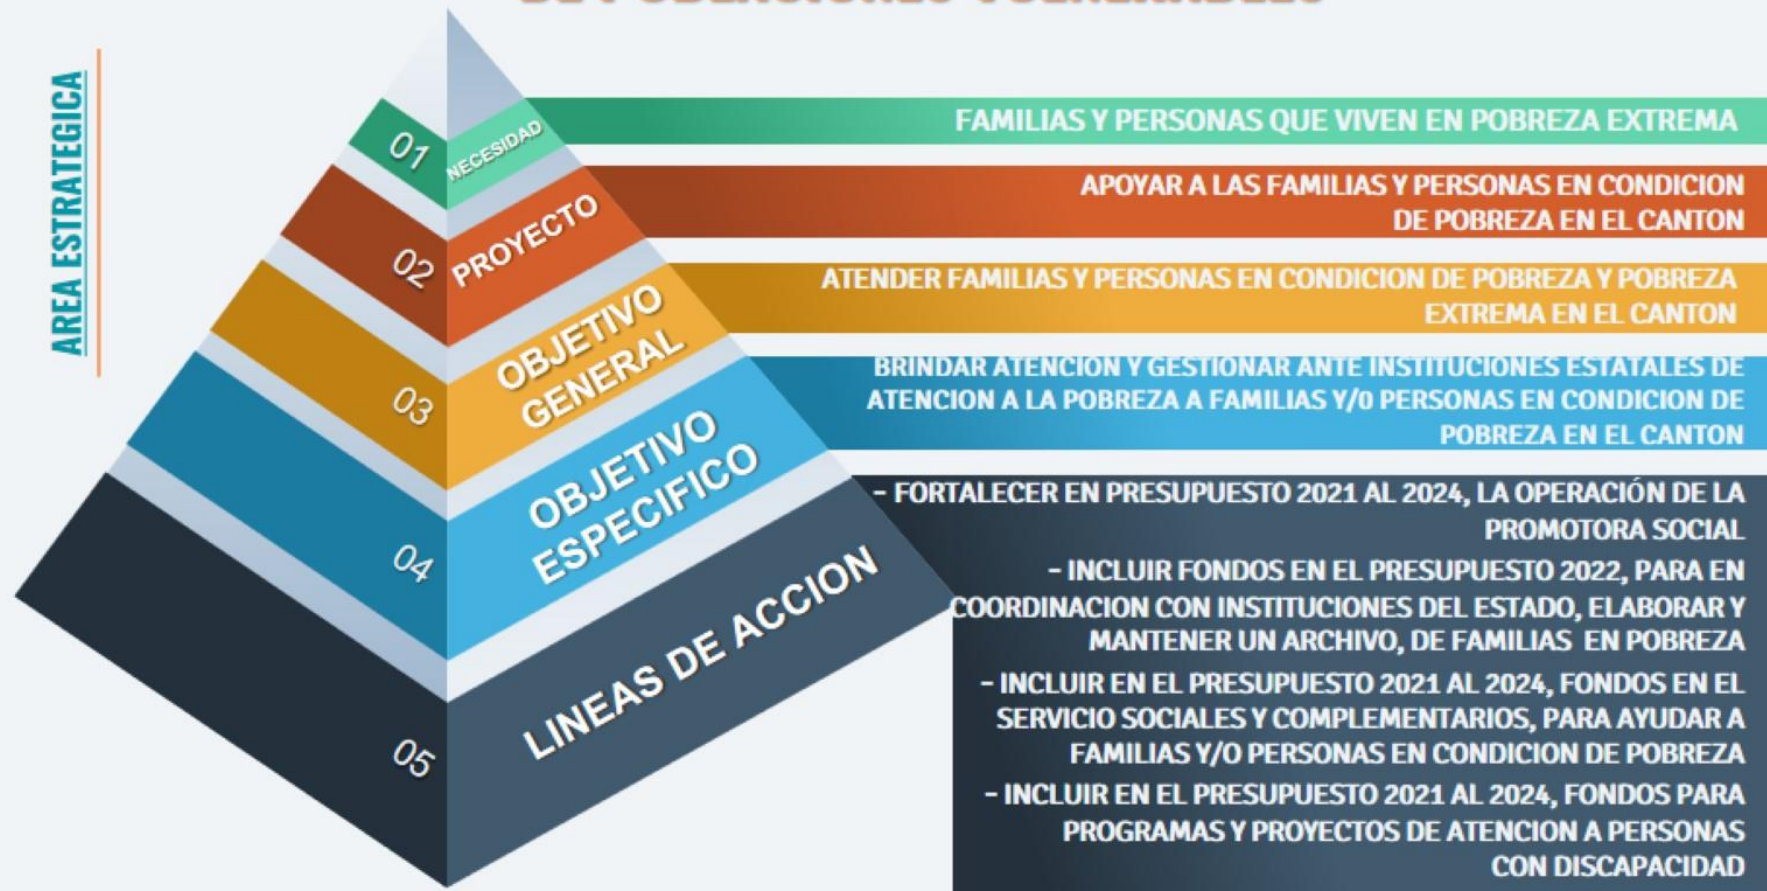 DE POBLACIONES VULNERABLES
AREA ESTRATEGICA
01
NECESIDAD
FAMILIAS Y PERSONAS QUE VIVEN EN POBREZA EXTREMA
02
PROYECTO
APOYAR A LAS FAMILIAS Y PERSONAS EN CONDICION
DE POBREZA EN EL CANTON
03
OBJETIVO
GENERAL
ATENDER FAMILIAS Y PERSONAS EN CONDICION DE POBREZA Y POBREZA
EXTREMA EN EL CANTON
04
OBJETIVO
ESPECIFICO
BRINDAR ATENCION Y GESTIONAR ANTE INSTITUCIONES ESTATALES DE
ATENCION A LA POBREZA A FAMILIAS Y/0 PERSONAS EN CONDICION DE
POBREZA EN EL CANTON
05
LINEAS DE ACCION
- FORTALECER EN PRESUPUESTO 2021 AL 2024, LA OPERACIÓN DE LA
PROMOTORA SOCIAL
- INCLUIR FONDOS EN EL PRESUPUESTO 2022, PARA EN
COORDINACION CON INSTITUCIONES DEL ESTADO, ELABORAR Y
MANTENER UN ARCHIVO, DE FAMILIAS EN POBREZA
- INCLUIR EN EL PRESUPUESTO 2021 AL 2024, FONDOS EN EL
SERVICIO SOCIALES Y COMPLEMENTARIOS, PARA AYUDAR A
FAMILIAS Y/O PERSONAS EN CONDICION DE POBREZA
- INCLUIR EN EL PRESUPUESTO 2021 AL 2024, FONDOS PARA
PROGRAMAS Y PROYECTOS DE ATENCION A PERSONAS
CON DISCAPACIDAD